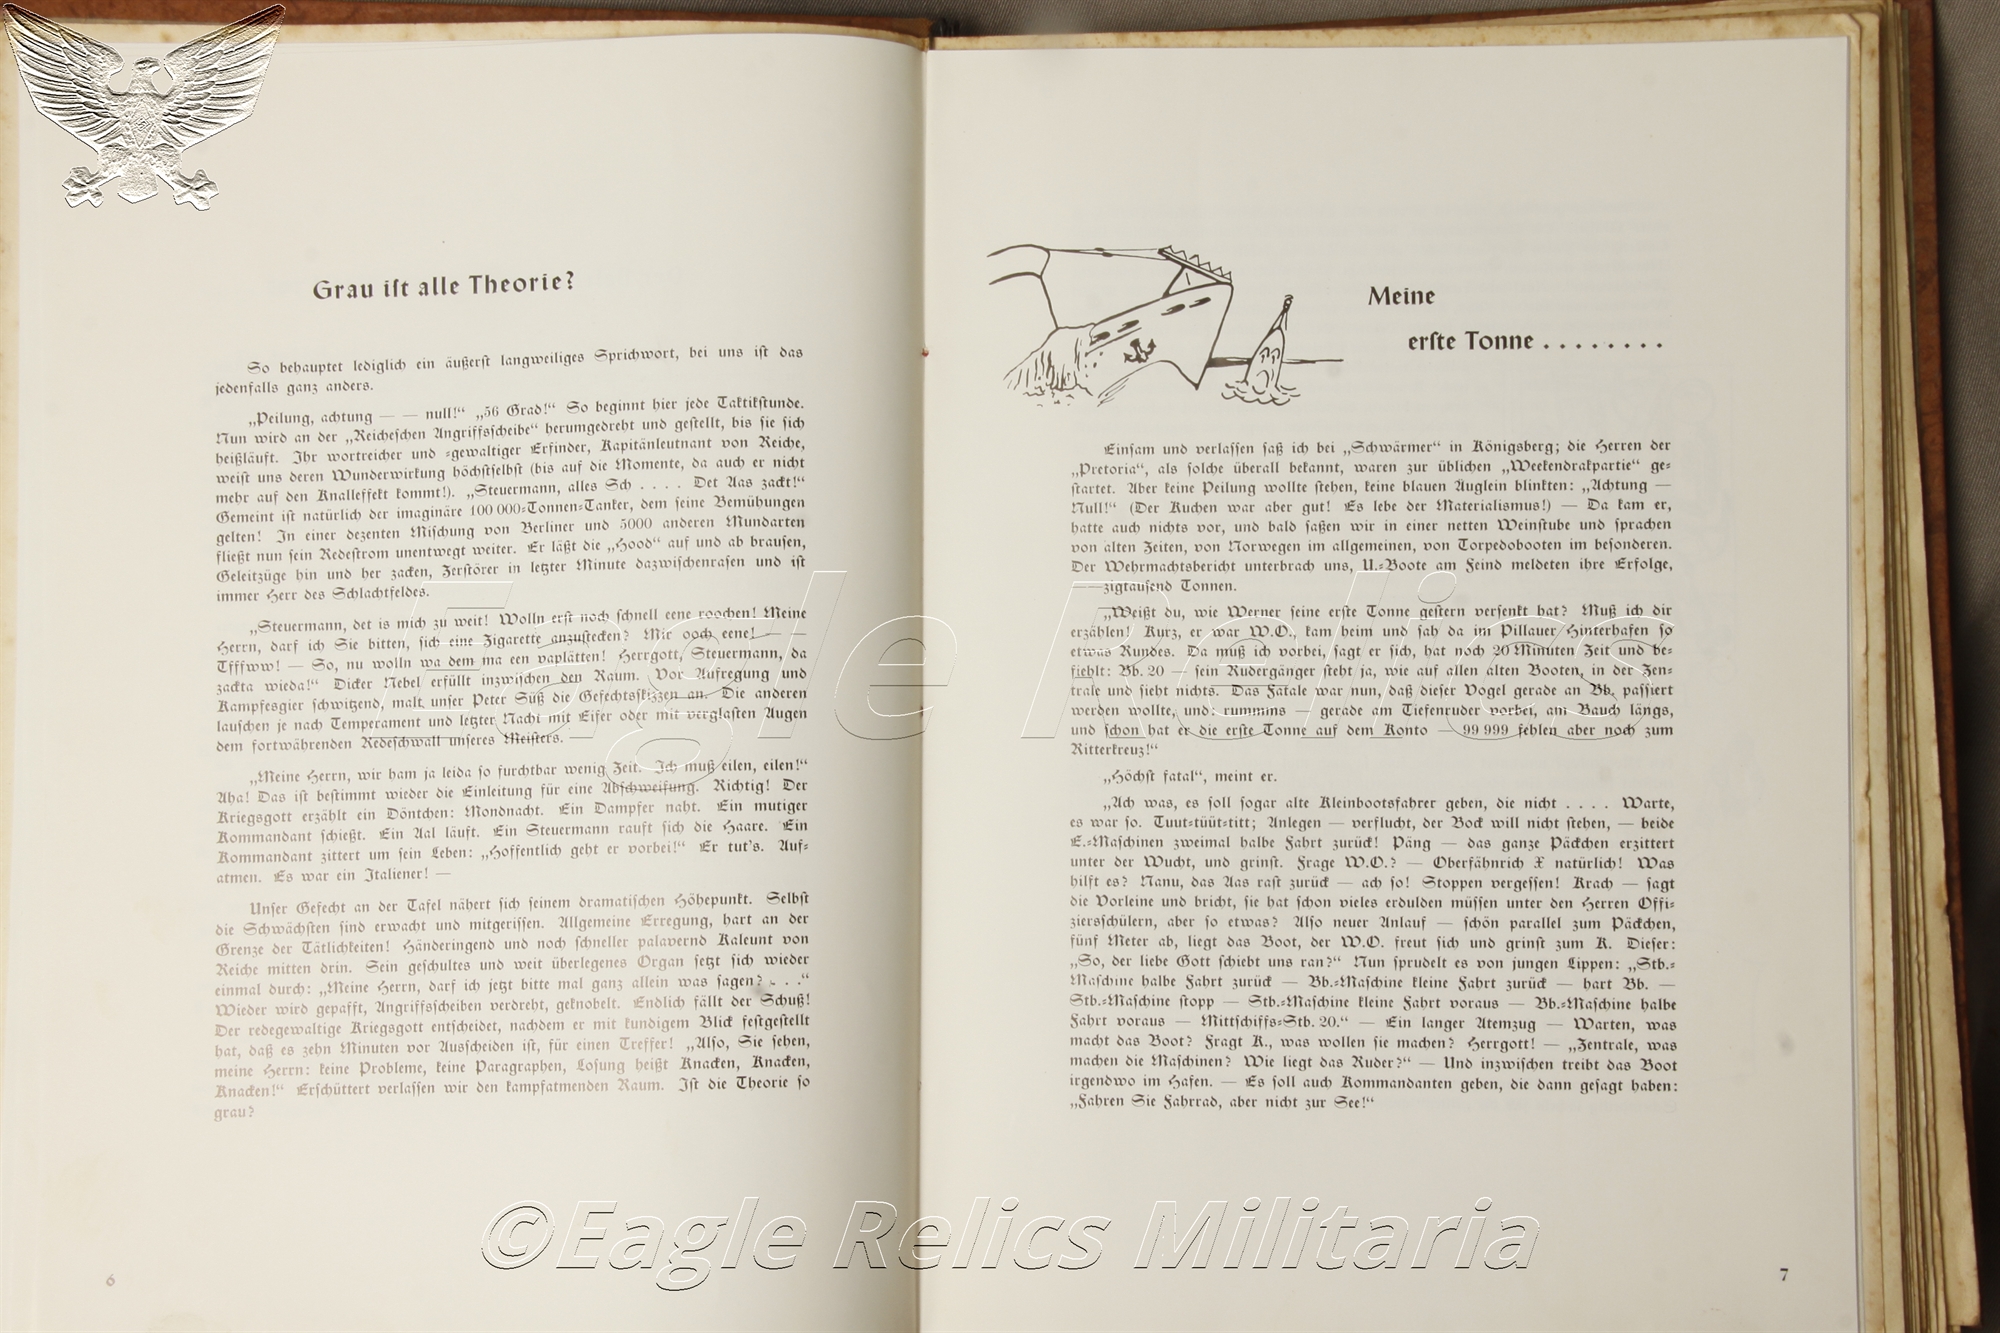 Grau ist alle Theorie?
So behauptet lediglich ein äußerst langweiliges Sprichwort, bei uns ist das
jedenfalls ganz anders.
„Peilung, achtung — — null!“ „56 Grad!“ So beginnt hier jede Taktikstunde.
Nun wird an der „Reicheschen Angriffsscheibe“ herumgedreht und gestellt, bis sie sich
heißläuft. Ihr wortreicher und =gewaltiger Erfinder, Kapitänleutnant von Reiche,
weist uns deren Wunderwirkung höchstselbst (bis auf die Momente, da auch er nicht
mehr auf den Knalleffekt kommt!). „Steuermann, alles Sch . . . . Det Aas zackt!“
Gemeint ist natürlich der imaginäre 100 000=Tonnen=Tanker, dem seine Bemühungen
gelten! In einer dezenten Mischung von Berliner und 5000 anderen Mundarten
fließt nun sein Redestrom unentwegt weiter. Er läßt die „Hood“ auf und ab brausen,
Geleitzüge hin und her zacken, Zerstörer in letzter Minute dazwischenrasen und ist
immer Herr des Schlachtfeldes.
„Steuermann, det is mich zu weit! Wolln erst noch schnell eene roochen! Meine
Herrn, darf ich Sie bitten, sich eine Zigarette anzustecken? Mir ooch eene! — —
Tfffww! — So, nu wolln wa dem ma een vaplätten! Herrgott, Steuermann, da
zackta wieda!“ Dicker Nebel erfüllt inzwischen den Raum. Vor Aufregung und
Kampfesgier schwitzend, malt unser Peter Süß die Gefechtsskizzen an. Die anderen
lauschen je nach Temperament und letzter Nacht mit Eifer oder mit verglasten Augen
dem fortwährenden Redeschwall unseres Meisters. —
„Meine Herrn, wir ham ja leida so furchtbar wenig Zeit. Ich muß eilen, eilen!“
Aha! Das ist bestimmt wieder die Einleitung für eine Abschweifung. Richtig! Der
Kriegsgott erzählt ein Döntchen: Mondnacht. Ein Dampfer naht. Ein mutiger
Kommandant schießt. Ein Aal läuft. Ein Steuermann rauft sich die Haare. Ein
Kommandant zittert um sein Leben: „Hoffentlich geht er vorbei!“ Er tut's. Auf=
atmen. Es war ein Italiener! —
Unser Gefecht an der Tafel nähert sich seinem dramatischen Höhepunkt. Selbst
die Schwächsten sind erwacht und mitgerissen. Allgemeine Erregung, hart an der
Grenze der Tätlichkeiten! Händeringend und noch schneller palavernd Kaleunt von
Reiche mitten drin. Sein geschultes und weit überlegenes Organ setzt sich wieder
einmal durch: „Meine Herrn, darf ich jetzt bitte mal ganz allein was sagen? . . .“
Wieder wird gepafft, Angriffsscheiben verdreht, geknobelt. Endlich fällt der Schuß!
Der redegewaltige Kriegsgott entscheidet, nachdem er mit kundigem Blick festgestellt
hat, daß es zehn Minuten vor Ausscheiden ist, für einen Treffer! „Also, Sie sehen,
meine Herrn: keine Probleme, keine Paragraphen, Losung heißt Knacken, Knacken,
Knacken!“ Erschüttert verlassen wir den kampfatmenden Raum. Ist die Theorie so
grau?
6
Meine
erste Tonne . . . . . . . .
Einsam und verlassen saß ich bei „Schwärmer“ in Königsberg; die Herren der
„Pretoria“, als solche überall bekannt, waren zur üblichen „Weekendrakpartie“ ge=
startet. Aber keine Peilung wollte stehen, keine blauen Äuglein blinkten: „Achtung —
Null!“ (Der Kuchen war aber gut! Es lebe der Materialismus!) — Da kam er,
hatte auch nichts vor, und bald saßen wir in einer netten Weinstube und sprachen
von alten Zeiten, von Norwegen im allgemeinen, von Torpedobooten im besonderen.
Der Wehrmachtsbericht unterbrach uns, U.=Boote am Feind meldeten ihre Erfolge,
— —zigtausend Tonnen.
„Weißt du, wie Werner seine erste Tonne gestern versenkt hat? Muß ich dir
erzählen! Kurz, er war W.O., kam heim und sah da im Pillauer Hinterhafen so
etwas Rundes. Da muß ich vorbei, sagt er sich, hat noch 20 Minuten Zeit und be=
fiehlt: Bb. 20 — sein Rudergänger steht ja, wie auf allen alten Booten, in der Zen=
trale und sieht nichts. Das Fatale war nun, daß dieser Vogel gerade an Bb. passiert
werden wollte, und: rummms — gerade am Tiefenruder vorbei, am Bauch längs,
und schon hat er die erste Tonne auf dem Konto — 99 999 fehlen aber noch zum
Ritterkreuz!“
„Höchst fatal“, meint er.
„Ach was, es soll sogar alte Kleinbootsfahrer geben, die nicht . . . . Warte,
es war so. Tuut=tüüt=titt; Anlegen — verflucht, der Bock will nicht stehen, — beide
E.=Maschinen zweimal halbe Fahrt zurück! Päng — das ganze Päckchen erzittert
unter der Wucht, und grinst. Frage W.O.? — Oberfähnrich X natürlich! Was
hilft es? Nanu, das Aas rast zurück — ach so! Stoppen vergessen! Krach — sagt
die Vorleine und bricht, sie hat schon vieles erdulden müssen unter den Herren Offi=
ziersschülern, aber so etwas? Also neuer Anlauf — schön parallel zum Päckchen,
fünf Meter ab, liegt das Boot, der W.O. freut sich und grinst zum K. Dieser:
„So, der liebe Gott schiebt uns ran?“ Nun sprudelt es von jungen Lippen: „Stb.=
Maschine halbe Fahrt zurück — Bb.=Maschine kleine Fahrt zurück — hart Bb. —
Stb.=Maschine stopp — Stb.=Maschine kleine Fahrt voraus — Bb.=Maschine halbe
Fahrt voraus — Mittschiffs=Stb. 20.“ — Ein langer Atemzug — Warten, was
macht das Boot? Fragt K., was wollen sie machen? Herrgott! — „Zentrale, was
machen die Maschinen? Wie liegt das Ruder?“ — Und inzwischen treibt das Boot
irgendwo im Hafen. — Es soll auch Kommandanten geben, die dann gesagt haben:
„Fahren Sie Fahrrad, aber nicht zur See!“
7
Eagle Relics
©Eagle Relics Militaria